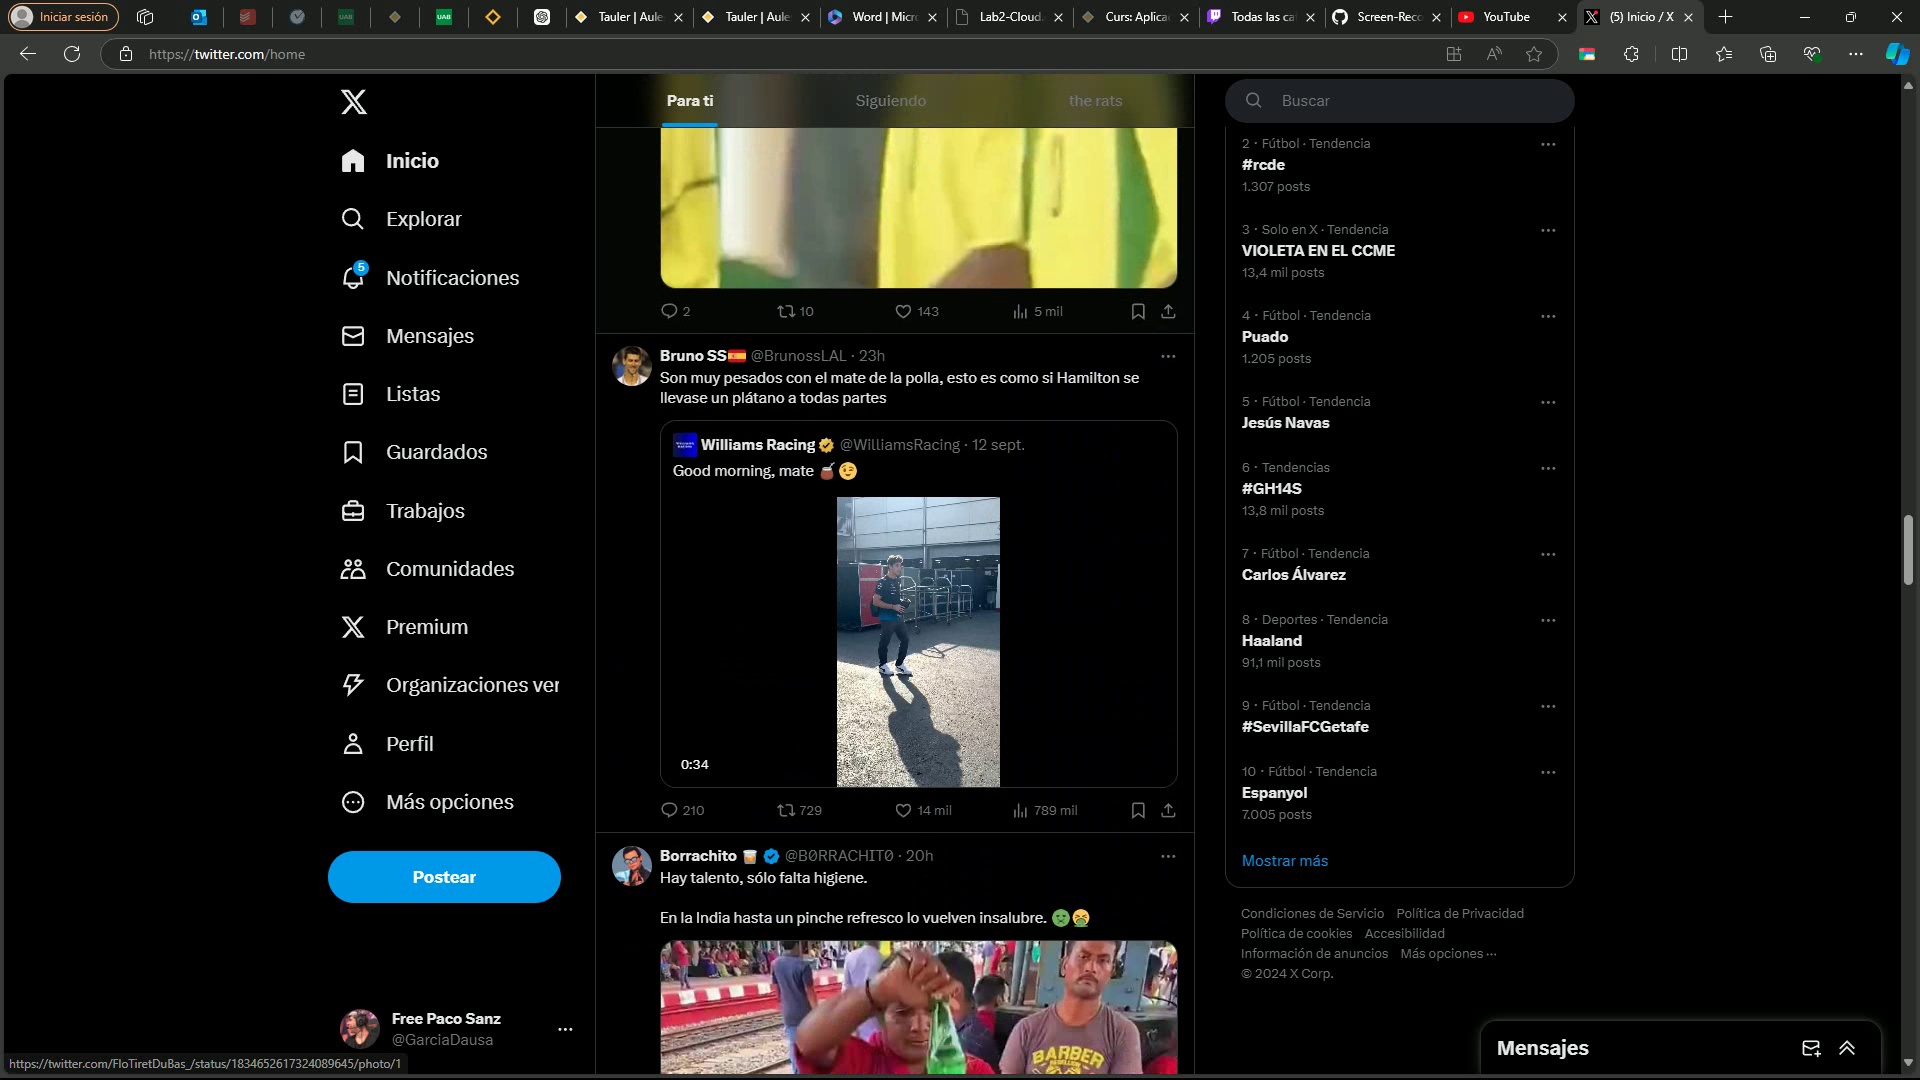 Iniciar sesión
Tauler | Aule
Tauler | Aule
Word | Micr
Lab2-Cloud.
Curs: Aplica
Todas las ca
Screen-Reco
YouTube
(5) Inicio / X
https://twitter.com/home
Inicio
Explorar
5
Notificaciones
Mensajes
Listas
Guardados
Trabajos
Comunidades
Premium
Organizaciones ver
Perfil
Más opciones
Postear
Free Paco Sanz
@GarciaDausa
https://twitter.com/FloTiretDuBas_/status/1834652617324089645/photo/1
Para ti
Siguiendo
the rats
2
10
143
5 mil
Bruno SS🇪🇸 @BrunossLAL · 23h
Son muy pesados con el mate de la polla, esto es como si Hamilton se
llevase un plátano a todas partes
Williams Racing @WilliamsRacing · 12 sept.
Good morning, mate 🧉😉
0:34
210
729
14 mil
789 mil
Borrachito 🥃 @B0RRACHIT0 · 20h
Hay talento, sólo falta higiene.
En la India hasta un pinche refresco lo vuelven insalubre. 🤢🤮
BARBER
Buscar
2 · Fútbol · Tendencia
#rcde
1.307 posts
3 · Solo en X · Tendencia
VIOLETA EN EL CCME
13,4 mil posts
4 · Fútbol · Tendencia
Puado
1.205 posts
5 · Fútbol · Tendencia
Jesús Navas
6 · Tendencias
#GH14S
13,8 mil posts
7 · Fútbol · Tendencia
Carlos Álvarez
8 · Deportes · Tendencia
Haaland
91,1 mil posts
9 · Fútbol · Tendencia
#SevillaFCGetafe
10 · Fútbol · Tendencia
Espanyol
7.005 posts
Mostrar más
Condiciones de Servicio Política de Privacidad
Política de cookies Accesibilidad
Información de anuncios Más opciones ···
© 2024 X Corp.
Mensajes